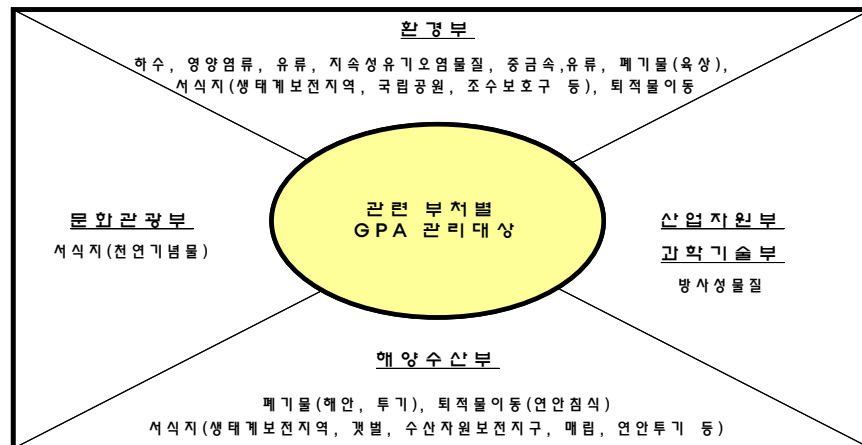 환경부
하수, 영양염류, 유류, 지속성유기오염물질, 중금속,유류, 폐기물(육상),
서식지(생태계보전지역, 국립공원, 조수보호구 등), 퇴적물이동
관련 부처별
GPA 관리대상
문화관광부
서식지(천연기념물)
산업자원부
과학기술부
방사성물질
해양수산부
폐기물(해안, 투기), 퇴적물이동(연안침식)
서식지(생태계보전지역, 갯벌, 수산자원보전지구, 매립, 연안투기 등)